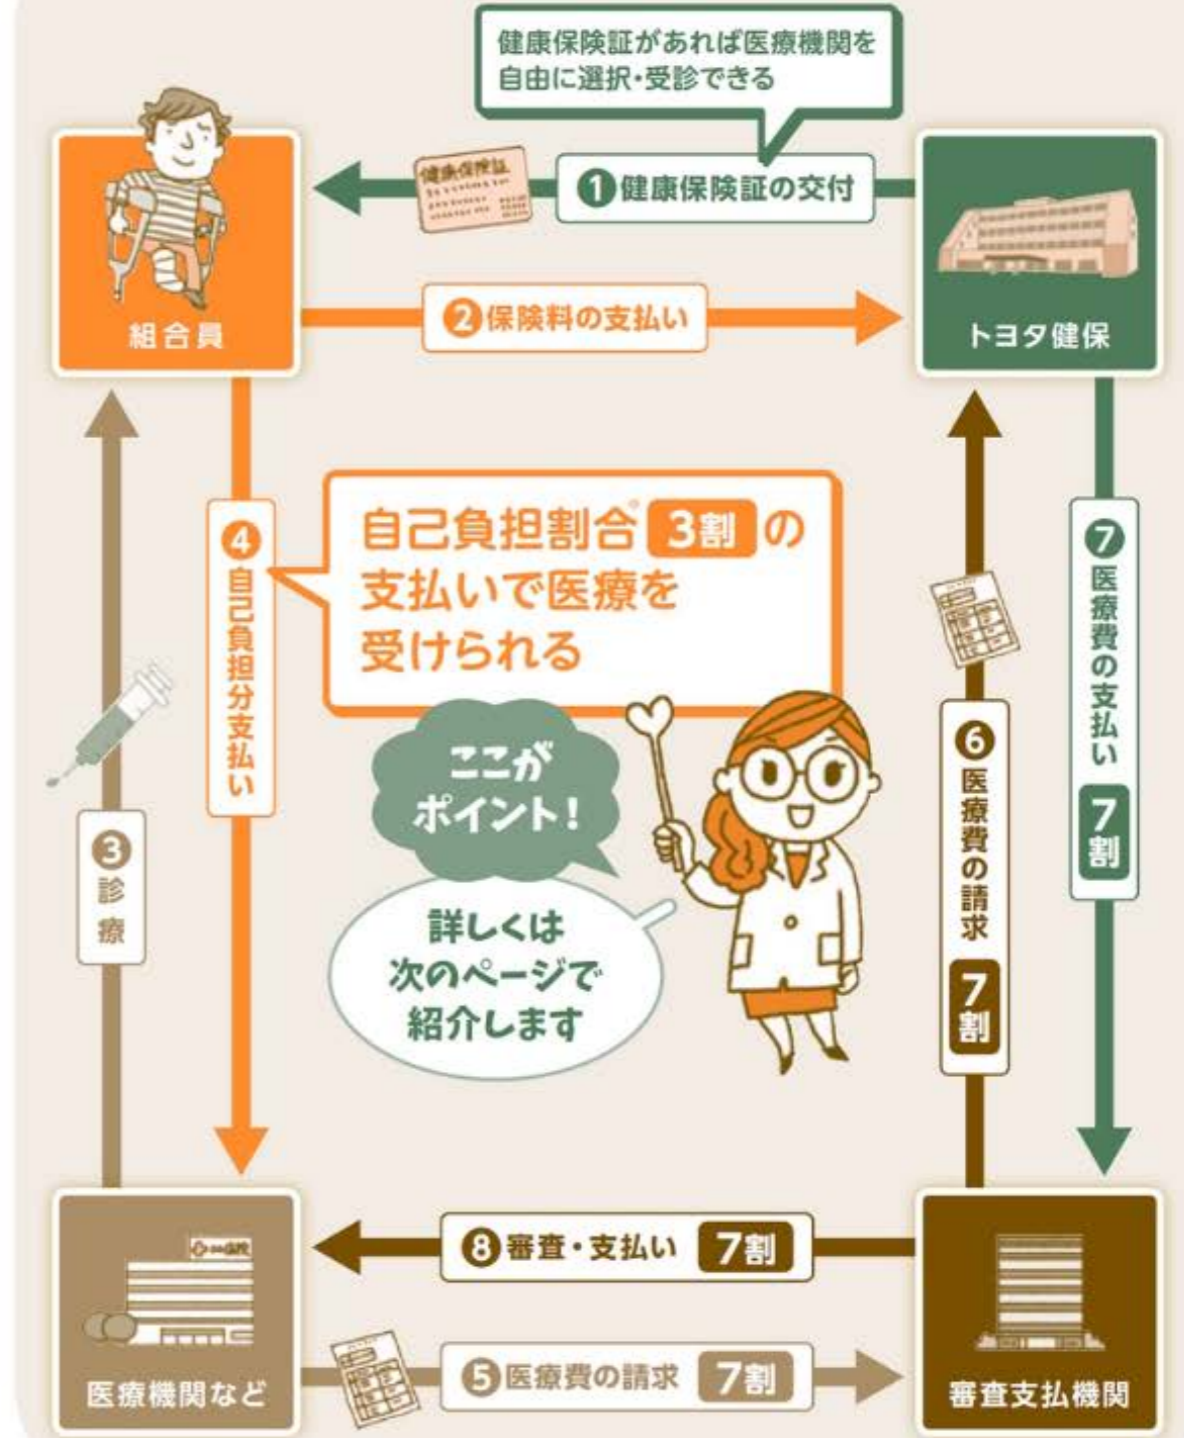 健康保険証があれば医療機関を
自由に選択・受診できる
健康保険証
❶健康保険証の交付
❷保険料の支払い
組合員
トヨタ健保
❸診療
❹自己負担分支払い
自己負担割合※3割の
支払いで医療を
受けられる
ここが
ポイント!
詳しくは
次のページで
紹介します
❻医療費の請求 7割
❼医療費の支払い 7割
❽審査・支払い 7割
❺医療費の請求 7割
医療機関など
審査支払機関